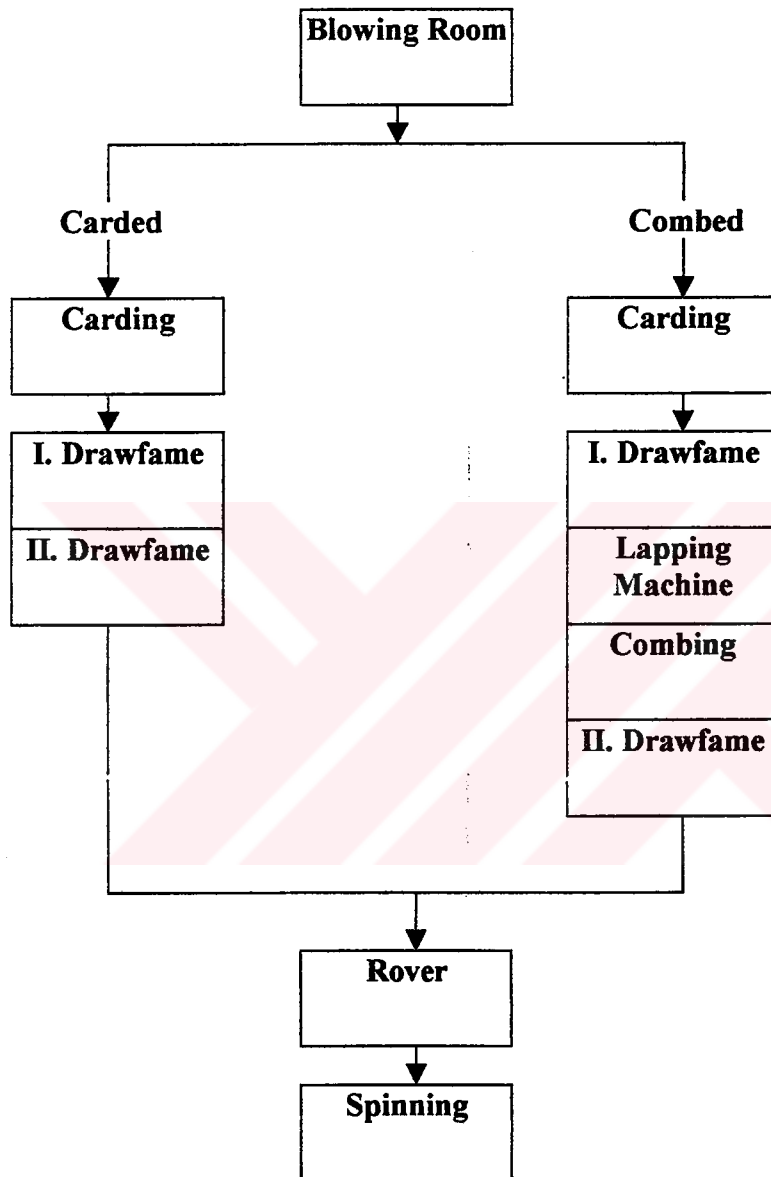 Blowing Room
Carded
Combed
Carding
Carding
I. Drawfame
II. Drawfame
I. Drawfame
Lapping
Machine
Combing
II. Drawfame
Rover
Spinning